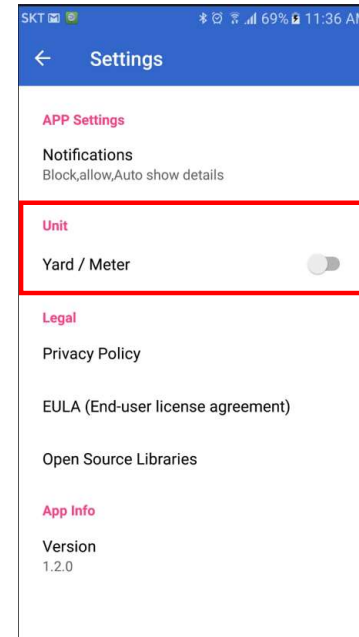 SKT 69% 11:36 AM
Settings
APP Settings
Notifications
Block,allow,Auto show details
Unit
Yard / Meter
Legal
Privacy Policy
EULA (End-user license agreement)
Open Source Libraries
App Info
Version
1.2.0